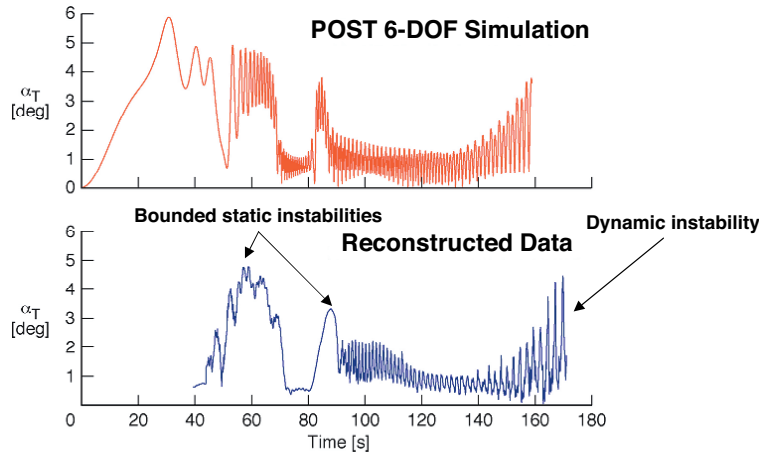 POST 6-DOF Simulation
6
5
4
3
2
1
0
αT
[deg]
Bounded static instabilities
Dynamic instability
Reconstructed Data
6
5
4
3
2
1
αT
[deg]
0 20 40 60 80 100 120 140 160 180
Time [s]